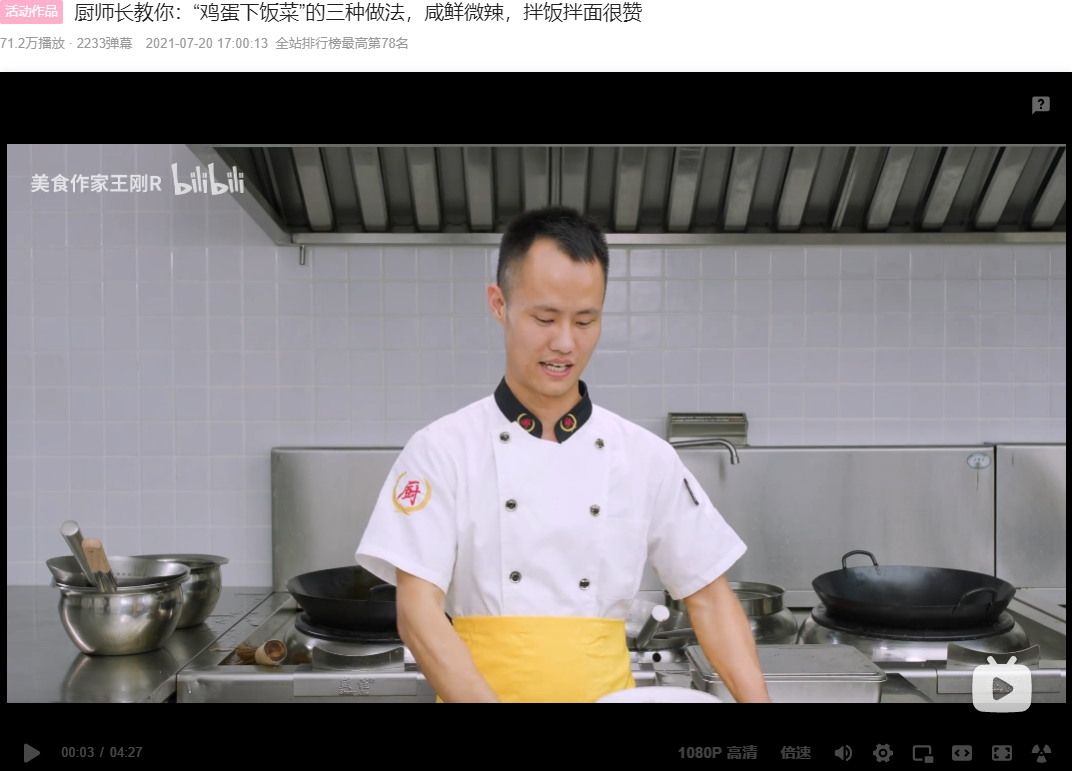 活动作品 厨师长教你：“鸡蛋下饭菜”的三种做法，咸鲜微辣，拌饭拌面很赞
71.2万播放 · 2233弹幕 2021-07-20 17:00:13 全站排行榜最高第78名
?
美食作家王刚R bilibili
厨
00:03 / 04:27 1080P 高清 倍速